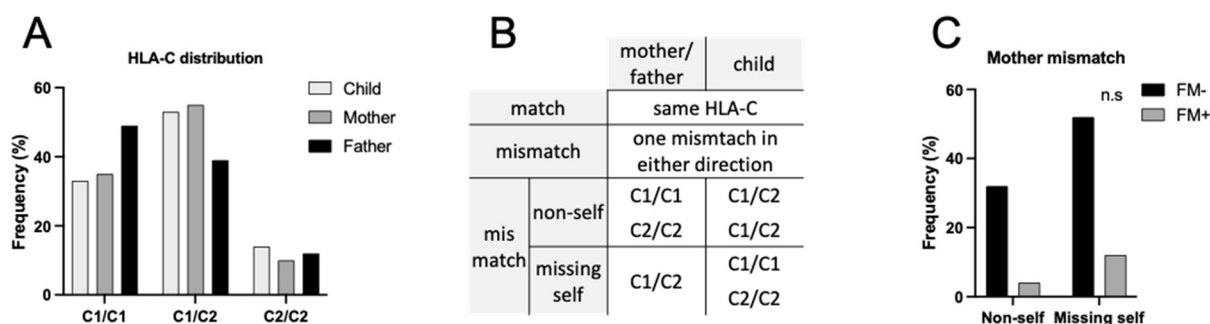 A
HLA-C distribution
Frequency (%)
60
40
20
0
C1/C1
C1/C2
C2/C2
Child
Mother
Father
B
mother/
father
child
match
same HLA-C
mismatch
one mismtach in
either direction
mis
match
non-self
C1/C1
C1/C2
C2/C2
C1/C2
missing
self
C1/C2
C1/C1
C2/C2
C
Mother mismatch
Frequency (%)
60
40
20
0
n.s
Non-self
Missing self
FM-
FM+